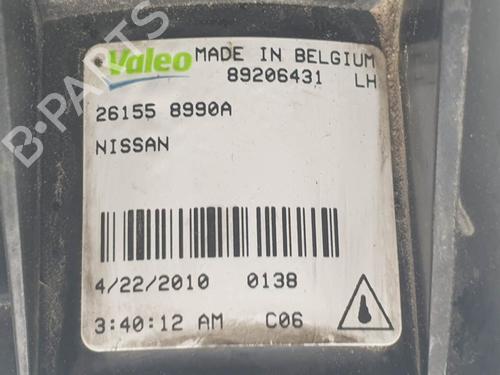 Valeo MADE IN BELGIUM
89206431 LH
26155 8990A
NISSAN
4/22/2010 0138
3:40:12 AM C06
B-PARTS